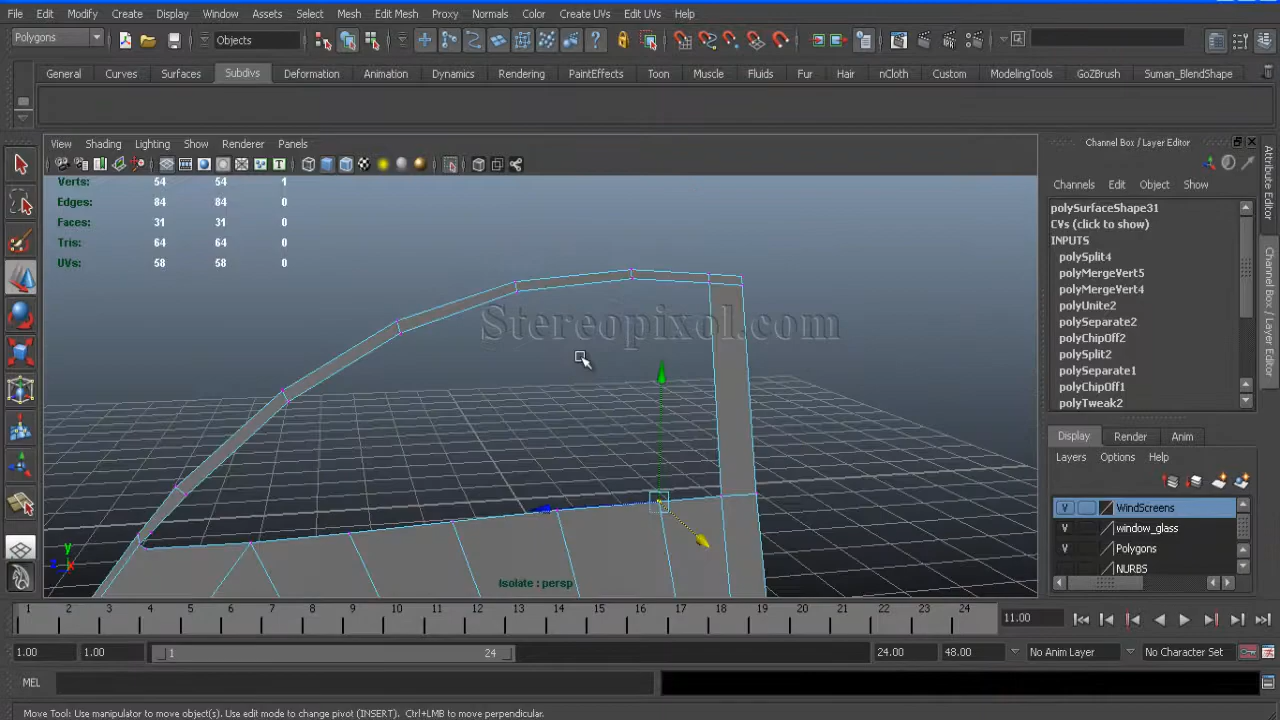 File Edit Modify Create Display Window Assets Select Mesh Edit Mesh Proxy Normals Color Create UVs Edit UVs Help
Polygons Objects
General Curves Surfaces Subdivs Deformation Animation Dynamics Rendering PaintEffects Toon Muscle Fluids Fur Hair nCloth Custom ModelingTools GoZBrush Suman_BlendShape
View Shading Lighting Show Renderer Panels
Verts: 54 54 1
Edges: 84 84 0
Faces: 31 31 0
Tris: 64 64 0
UVs: 58 58 0
Stereopixol.com
y
z x
Isolate : persp
Channel Box / Layer Editor
Channels Edit Object Show
polySurfaceShape31
CVs (click to show)
INPUTS
polySplit4
polyMergeVert5
polyMergeVert4
polyUnite2
polySeparate2
polyChipOff2
polySplit2
polySeparate1
polyChipOff1
polyTweak2
Display Render Anim
Layers Options Help
V WindScreens
V window_glass
V Polygons
NURBS
Attribute Editor
Channel Box / Layer Editor
1 2 3 4 5 6 7 8 9 10 11 12 13 14 15 16 17 18 19 20 21 22 23 24 11.00
1.00 1.00 1 24 24.00 48.00 No Anim Layer No Character Set
MEL
Move Tool: Use manipulator to move object(s). Use edit mode to change pivot (INSERT). Ctrl+LMB to move perpendicular.